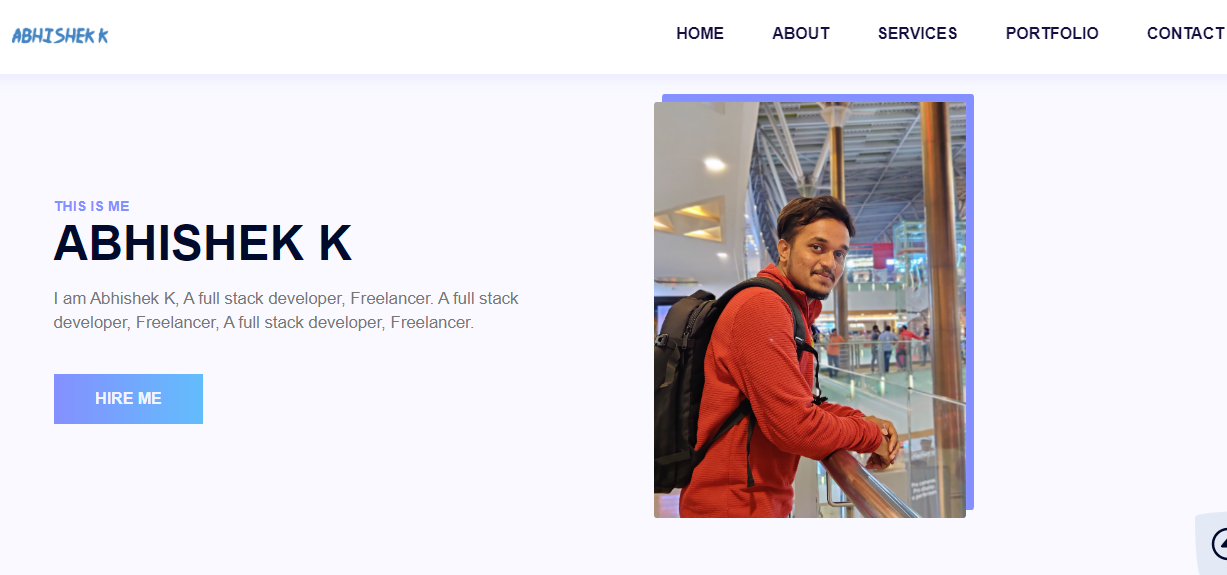 ABHISHEK K
HOME ABOUT SERVICES PORTFOLIO CONTACT
THIS IS ME
ABHISHEK K
I am Abhishek K, A full stack developer, Freelancer. A full stack
developer, Freelancer, A full stack developer, Freelancer.
HIRE ME